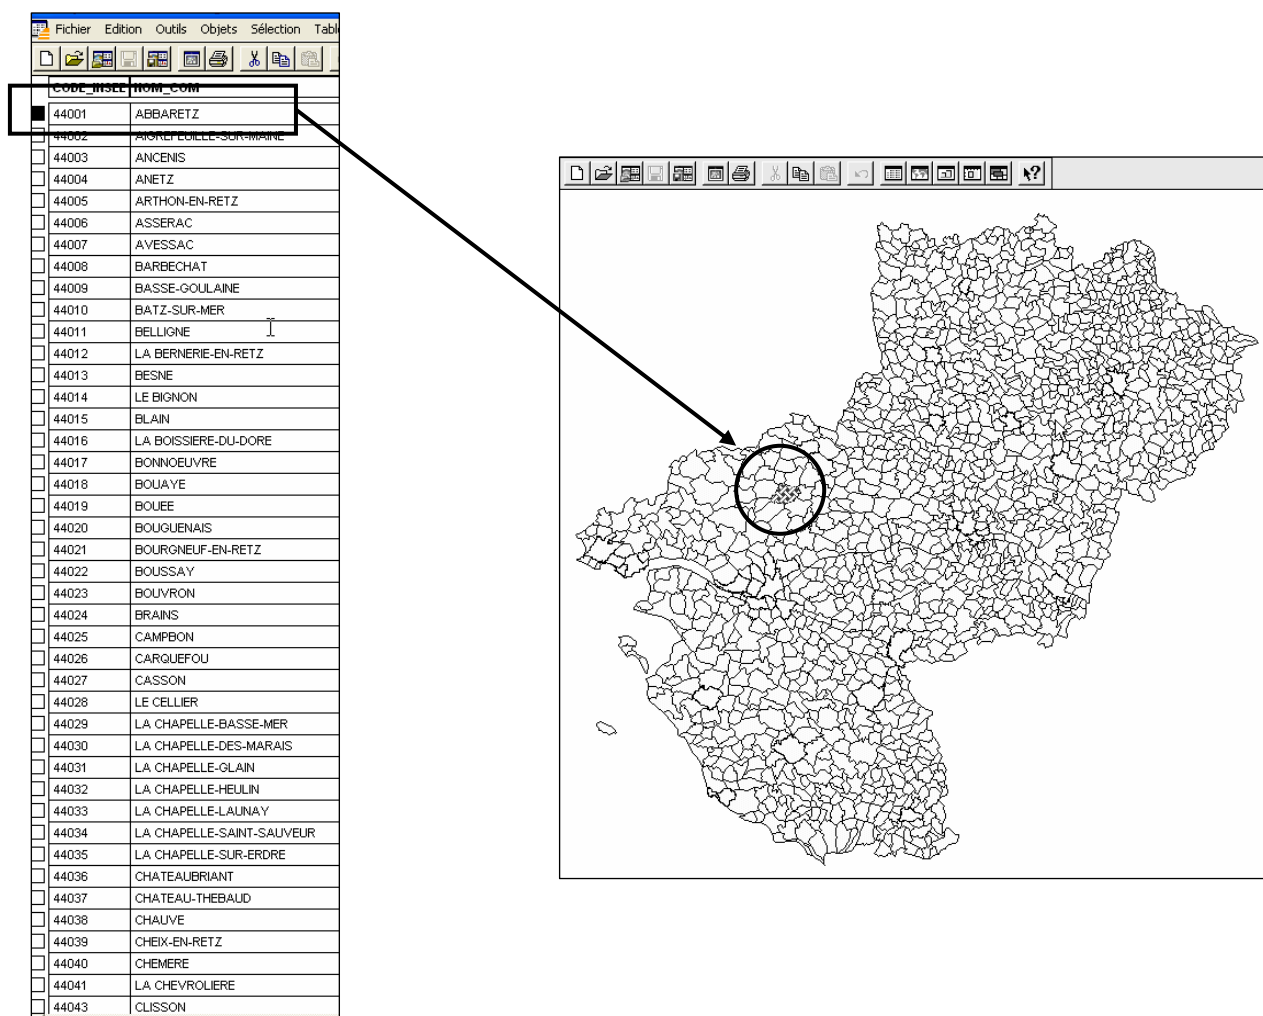 Fichier Edition Outils Objets Sélection Tabl
CODE_INSEE NOM_COM
44001 ABBARETZ
44002 AIGREFEUILLE-SUR-MAINE
44003 ANCENIS
44004 ANETZ
44005 ARTHON-EN-RETZ
44006 ASSERAC
44007 AVESSAC
44008 BARBECHAT
44009 BASSE-GOULAINE
44010 BATZ-SUR-MER
44011 BELLIGNE
44012 LA BERNERIE-EN-RETZ
44013 BESNE
44014 LE BIGNON
44015 BLAIN
44016 LA BOISSIERE-DU-DORE
44017 BONNOEUVRE
44018 BOUAYE
44019 BOUEE
44020 BOUGUENAIS
44021 BOURGNEUF-EN-RETZ
44022 BOUSSAY
44023 BOUVRON
44024 BRAINS
44025 CAMPBON
44026 CARQUEFOU
44027 CASSON
44028 LE CELLIER
44029 LA CHAPELLE-BASSE-MER
44030 LA CHAPELLE-DES-MARAIS
44031 LA CHAPELLE-GLAIN
44032 LA CHAPELLE-HEULIN
44033 LA CHAPELLE-LAUNAY
44034 LA CHAPELLE-SAINT-SAUVEUR
44035 LA CHAPELLE-SUR-ERDRE
44036 CHATEAUBRIANT
44037 CHATEAU-THEBAUD
44038 CHAUVE
44039 CHEIX-EN-RETZ
44040 CHEMERE
44041 LA CHEVROLIERE
44043 CLISSON